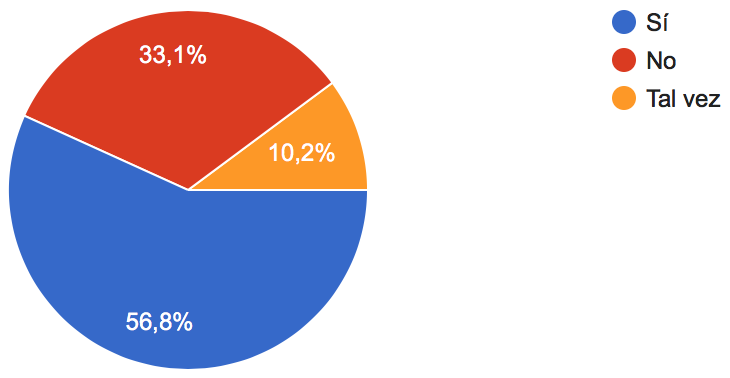 33,1%
10,2%
56,8%
Sí
No
Tal vez